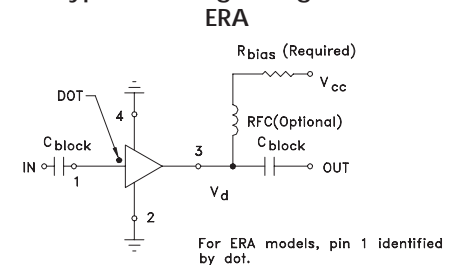 ERA
Rbias (Required)
Vcc
DOT
4
RFC(Optional)
Cblock
3
Cblock
IN
1
OUT
Vd
2
For ERA models, pin 1 identified
by dot.